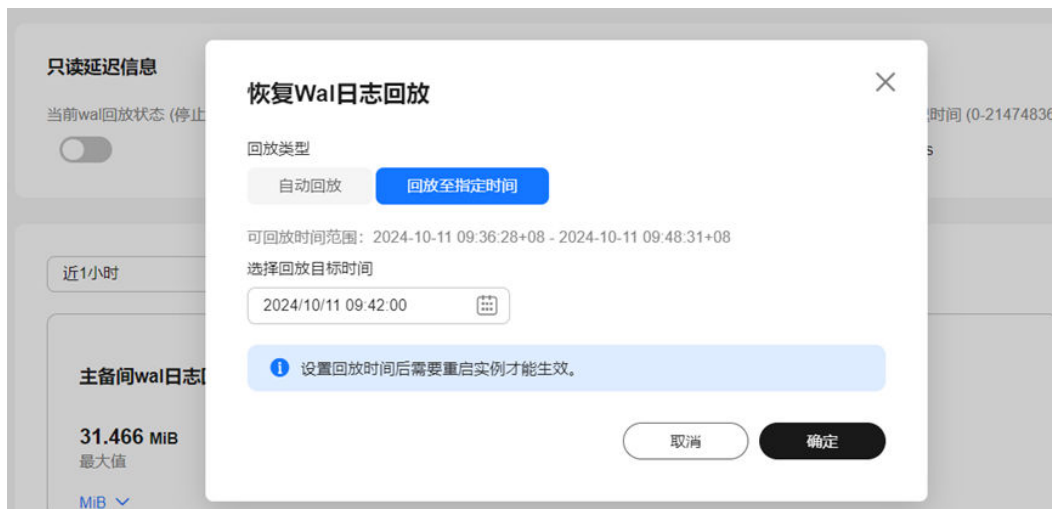 只读延迟信息
恢复Wal日志回放
当前wal回放状态 (停止
时间 (0-21474836
s
回放类型
自动回放
回放至指定时间
可回放时间范围：2024-10-11 09:36:28+08 - 2024-10-11 09:48:31+08
选择回放目标时间
近1小时
2024/10/11 09:42:00
设置回放时间后需要重启实例才能生效。
主备间wal日志
31.466 MiB
最大值
MiB
取消
确定